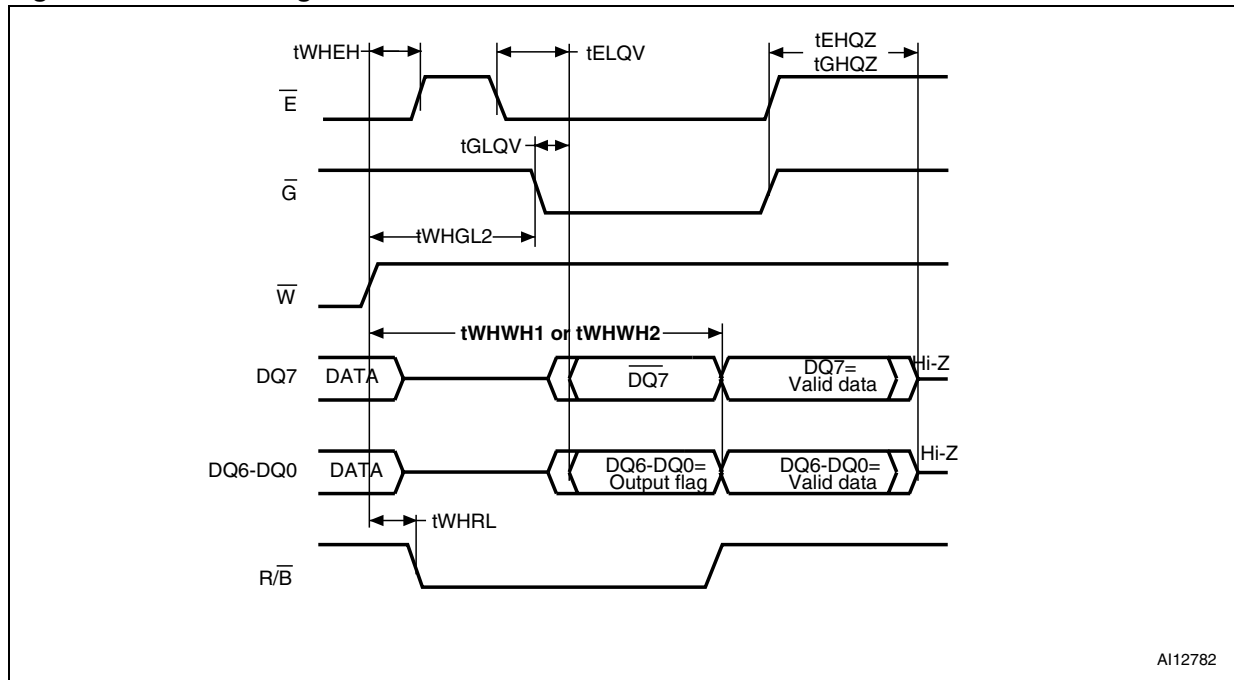 tWHEH
tELQV
tEHQZ
tGHQZ
E̅
tGLQV
G̅
tWHGL2
W̅
tWHWH1 or tWHWH2
DQ7
DATA
D̅Q̅7̅
DQ7=
Valid data
Hi-Z
DQ6-DQ0
DATA
DQ6-DQ0=
Output flag
DQ6-DQ0=
Valid data
Hi-Z
tWHRL
R/B̅
AI12782